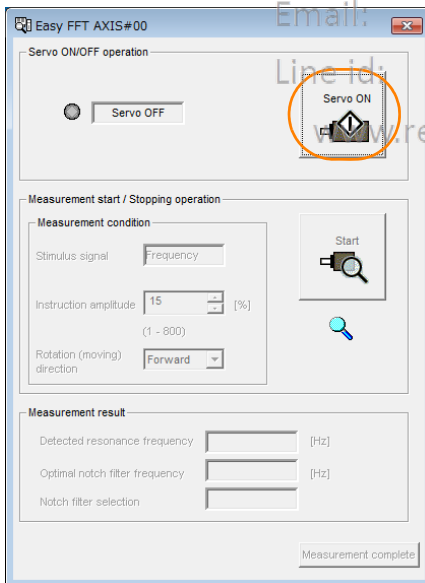 Email:
Easy FFT AXIS#00
Servo ON/OFF operation
Line id:
Servo OFF
Servo ON
www.re
Measurement start / Stopping operation
Measurement condition
Stimulus signal Frequency
Start
Instruction amplitude 15 [%]
(1 - 800)
Rotation (moving)
direction
Forward
Measurement result
Detected resonance frequency [Hz]
Optimal notch filter frequency [Hz]
Notch filter selection
Measurement complete